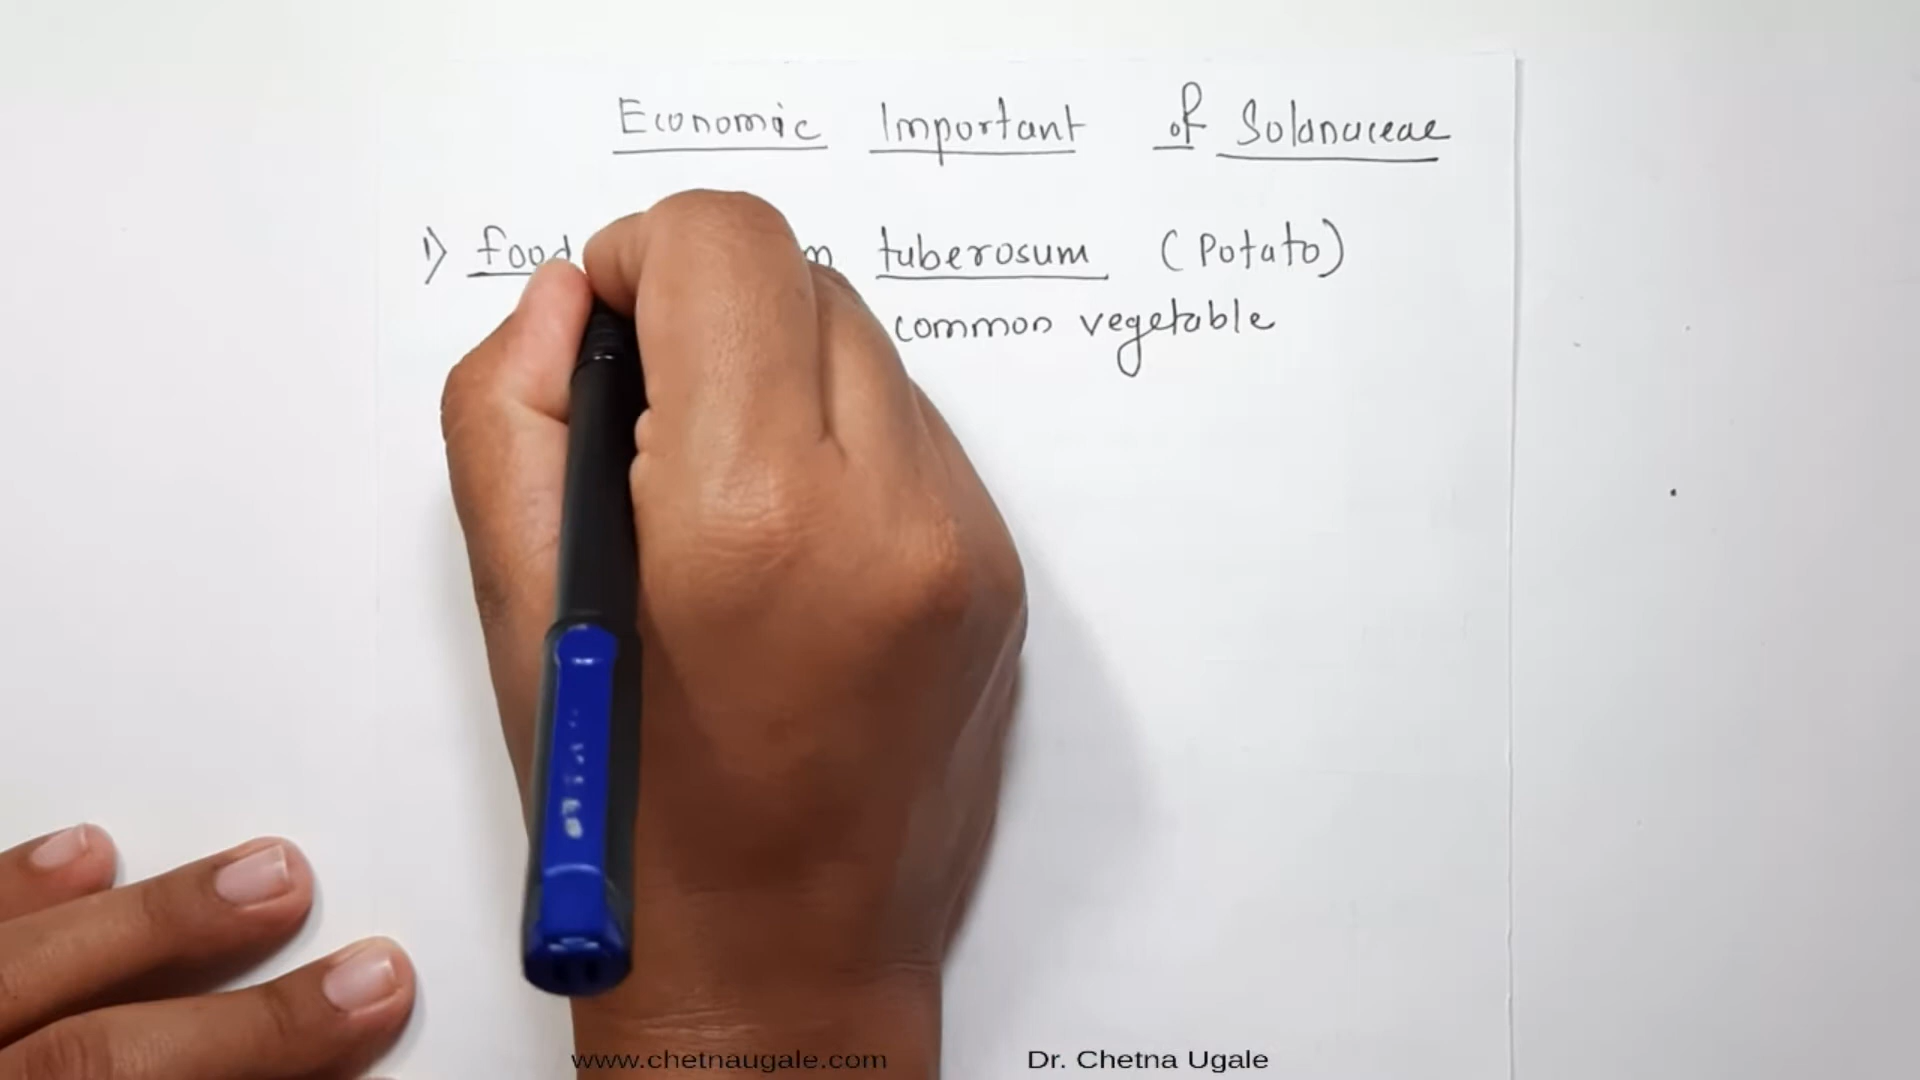 Economic Important of Solanaceae
1) food tuberosum (Potato)
common vegetable
www.chetnaugale.com Dr. Chetna Ugale